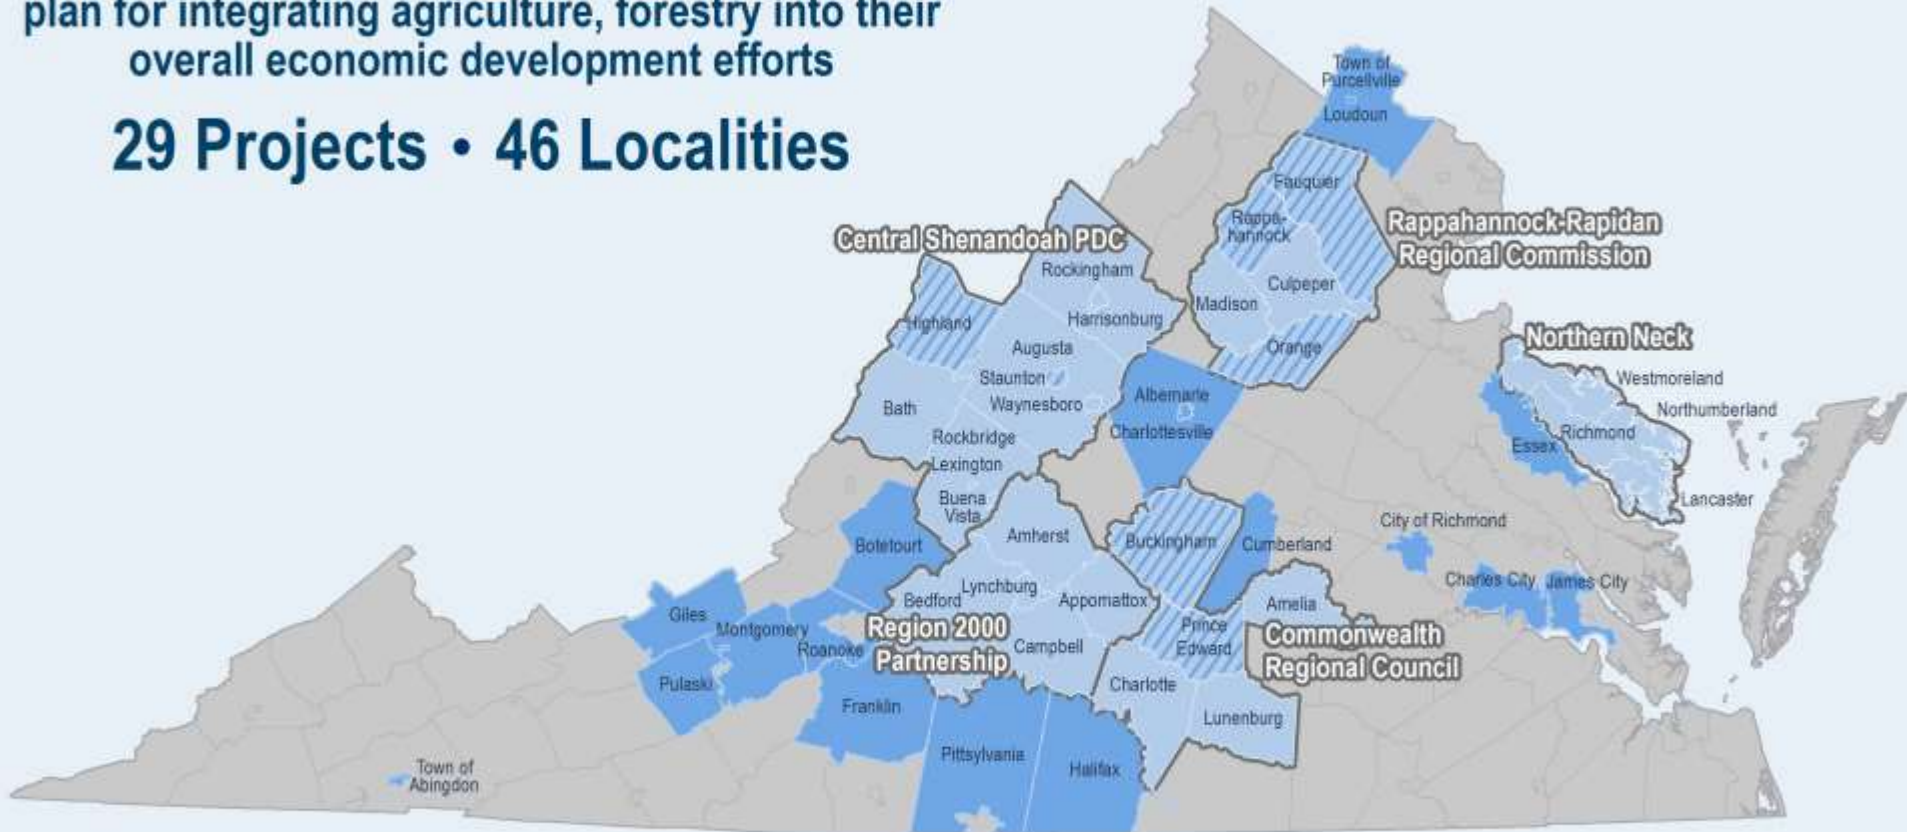 plan for integrating agriculture, forestry into their
overall economic development efforts
29 Projects • 46 Localities
Town of
Purcellville
Loudoun
Fauquier
Rappa-
hannock
Rappahannock-Rapidan
Regional Commission
Culpeper
Madison
Orange
Central Shenandoah PDC
Rockingham
Highland
Harrisonburg
Augusta
Staunton
Waynesboro
Bath
Rockbridge
Lexington
Buena
Vista
Albemarle
Charlottesville
Northern Neck
Westmoreland
Northumberland
Richmond
Essex
Lancaster
City of Richmond
Charles City
James City
Botetourt
Amherst
Buckingham
Cumberland
Lynchburg
Bedford
Appomattox
Amelia
Giles
Montgomery
Roanoke
Region 2000
Partnership
Campbell
Prince
Edward
Commonwealth
Regional Council
Pulaski
Franklin
Charlotte
Lunenburg
Pittsylvania
Halifax
Town of
Abingdon